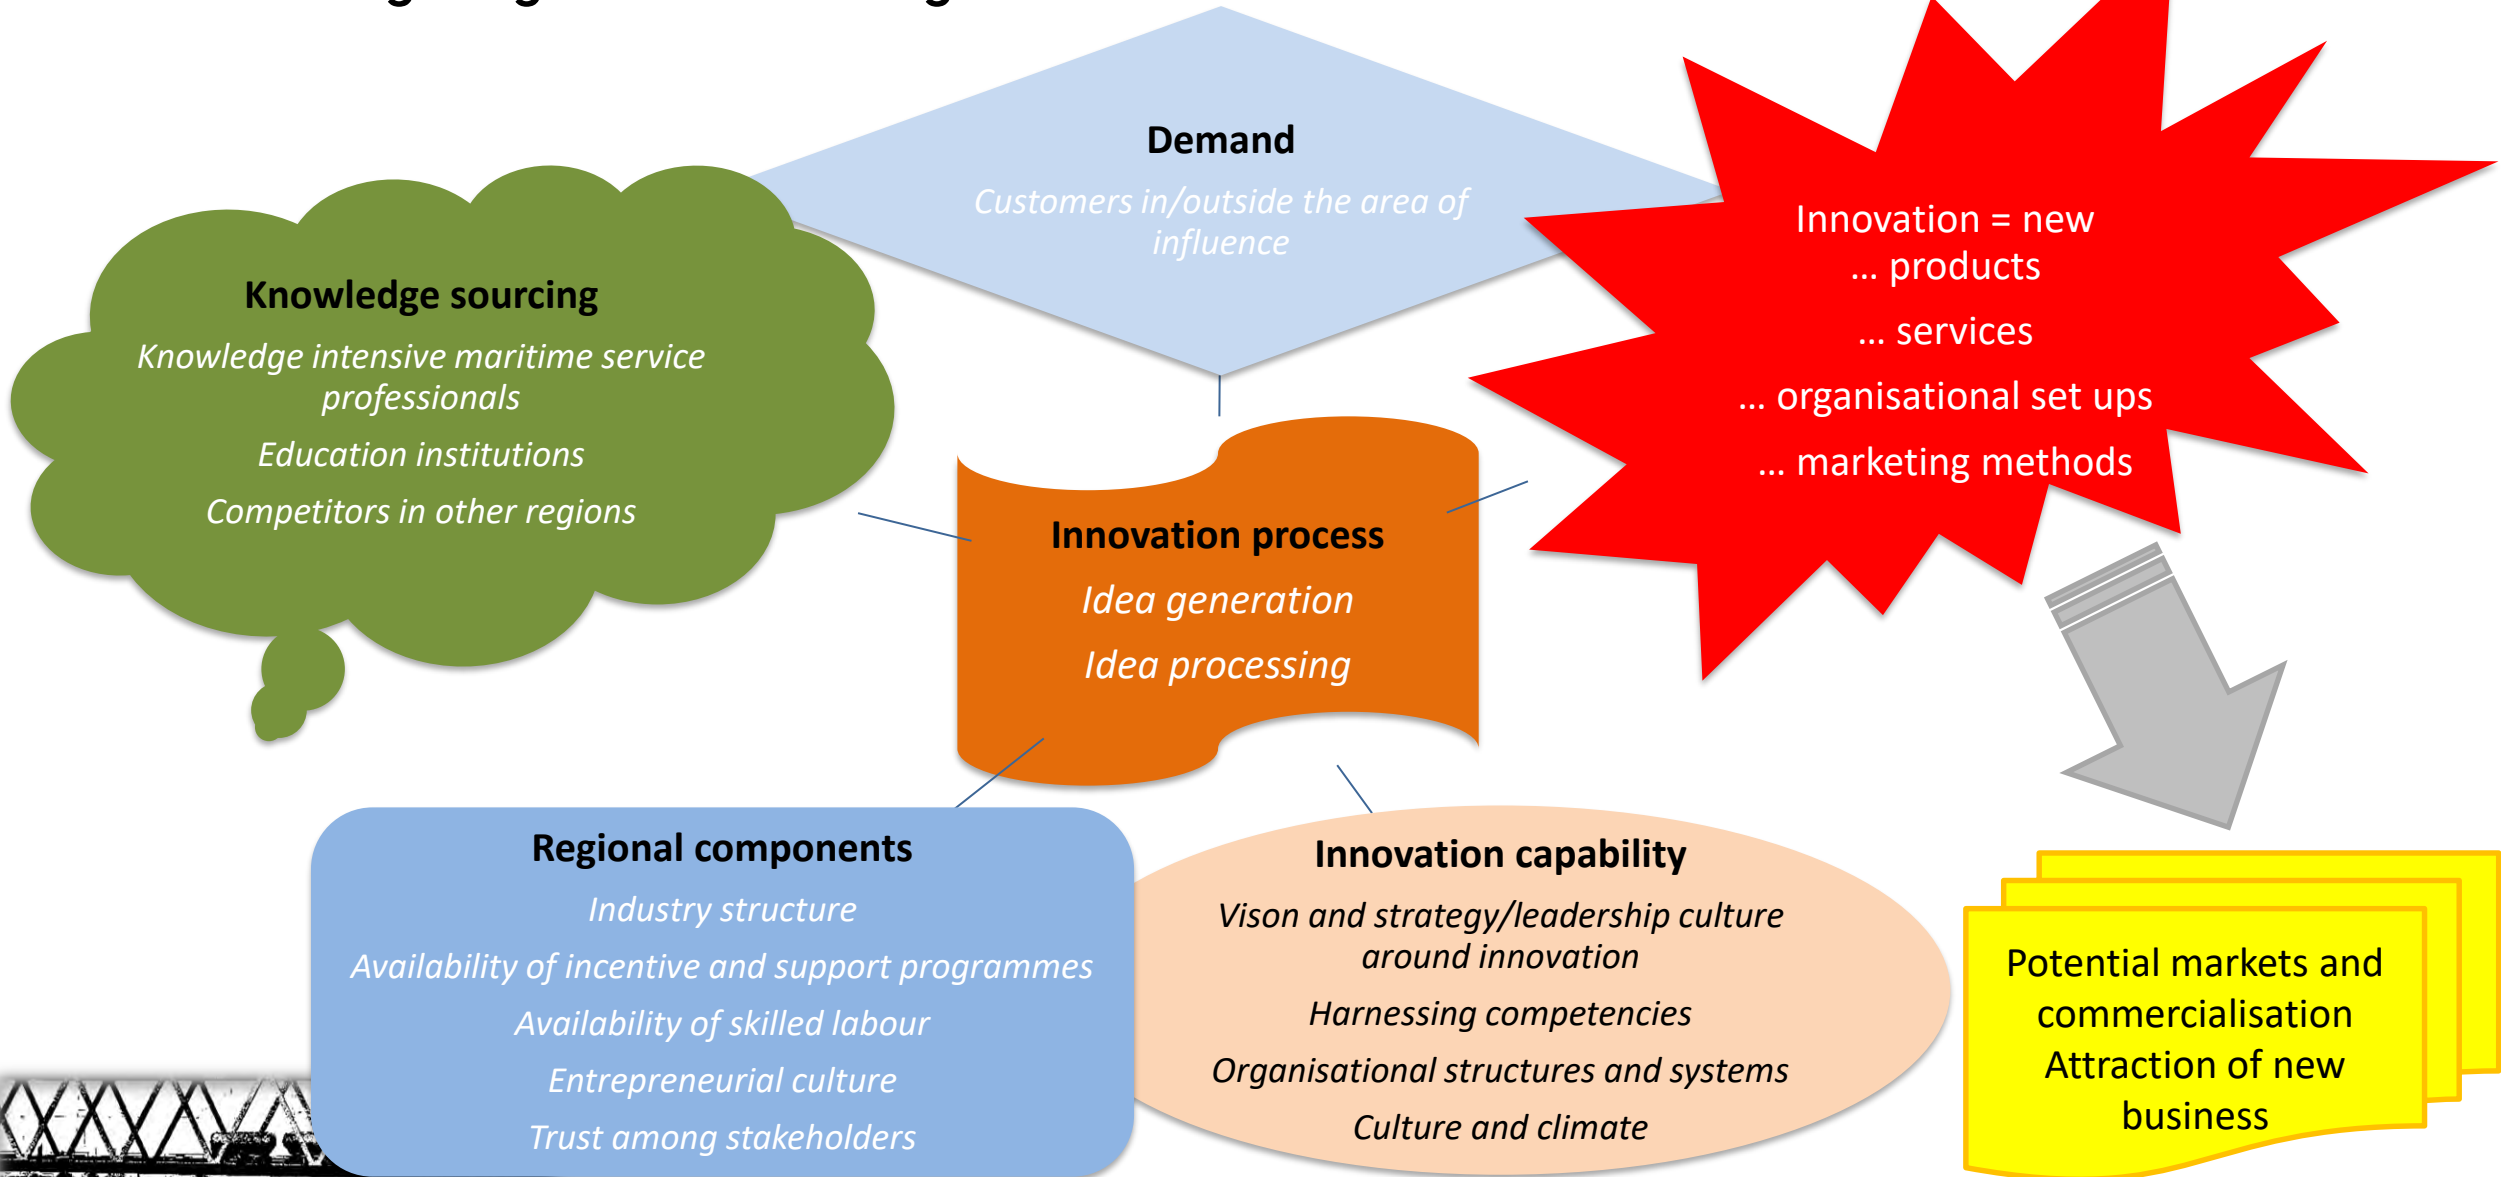 Demand
Customers in/outside the area of
influence
Knowledge sourcing
Knowledge intensive maritime service
professionals
Education institutions
Competitors in other regions
Innovation = new
... products
... services
... organisational set ups
... marketing methods
Innovation process
Idea generation
Idea processing
Regional components
Industry structure
Availability of incentive and support programmes
Availability of skilled labour
Entrepreneurial culture
Trust among stakeholders
Innovation capability
Vison and strategy/leadership culture
around innovation
Harnessing competencies
Organisational structures and systems
Culture and climate
Potential markets and
commercialisation
Attraction of new
business